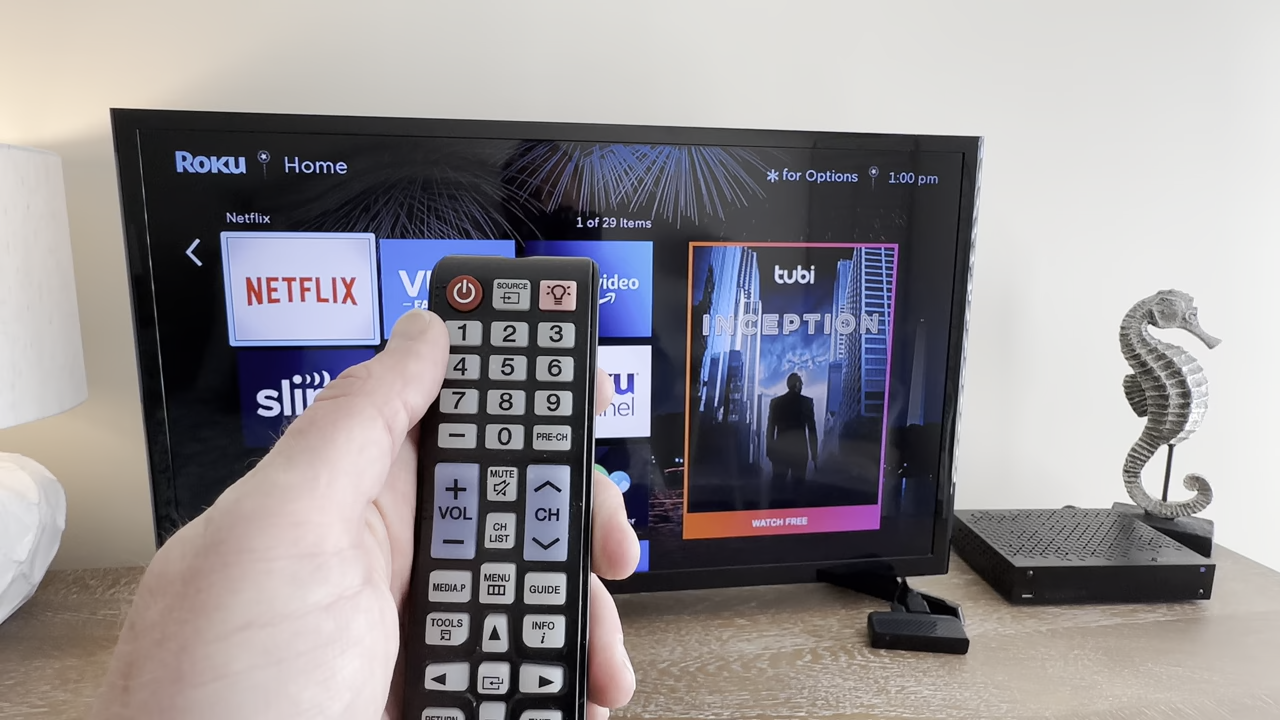 Roku Home
* for Options 1:00 pm
Netflix
1 of 29 Items
NETFLIX
video
tubi
INCEPTION
WATCH FREE
SOURCE
1 2 3
4 5 6
7 8 9
- 0 PRE-CH
+ VOL -
MUTE
CH
CH LIST
MEDIA.P
MENU
GUIDE
TOOLS
INFO
i